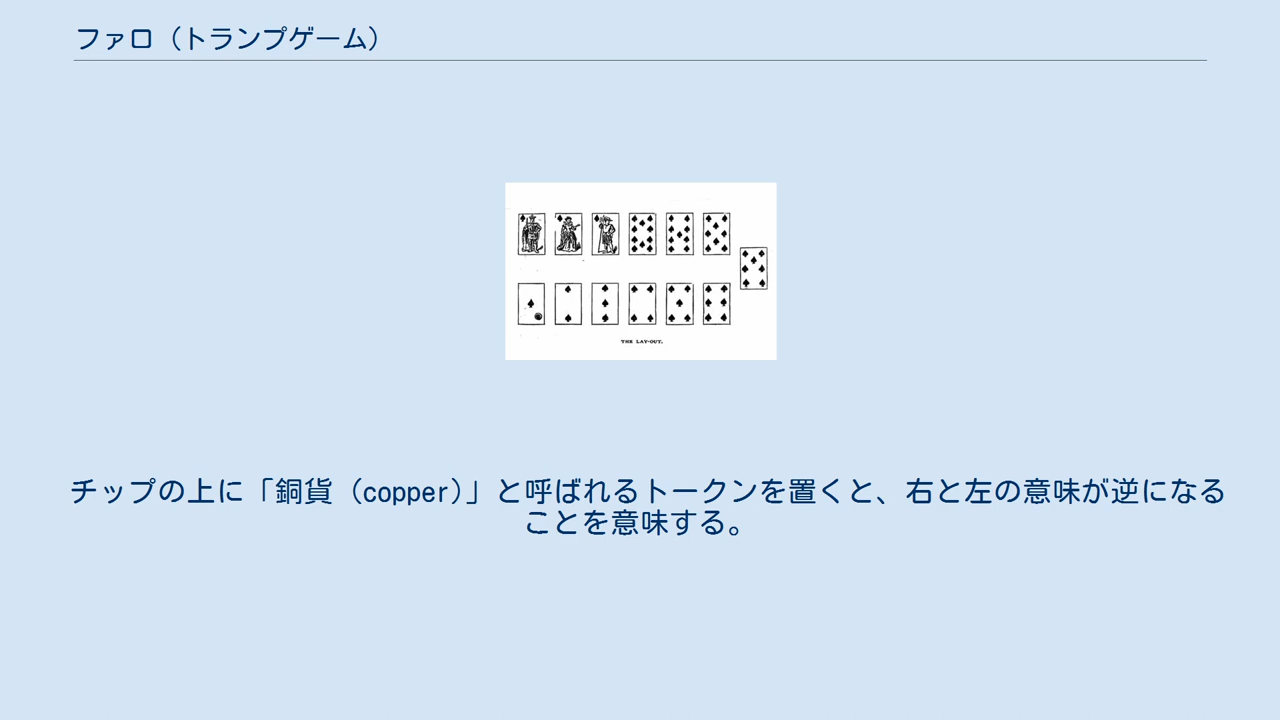 ファロ（トランプゲーム）
THE LAY-OUT.
チップの上に「銅貨（copper）」と呼ばれるトークンを置くと、右と左の意味が逆になる
ことを意味する。